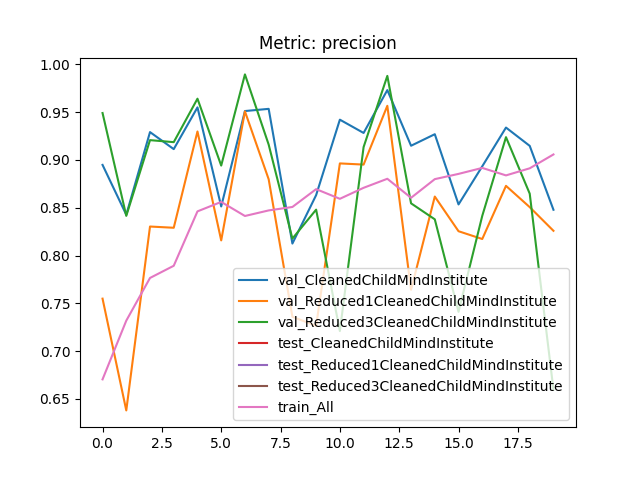 Metric: precision
1.00
0.95
0.90
0.85
0.80
0.75
0.70
0.65
val_CleanedChildMindInstitute
val_Reduced1CleanedChildMindInstitute
val_Reduced3CleanedChildMindInstitute
test_CleanedChildMindInstitute
test_Reduced1CleanedChildMindInstitute
test_Reduced3CleanedChildMindInstitute
train_All
0.0 2.5 5.0 7.5 10.0 12.5 15.0 17.5